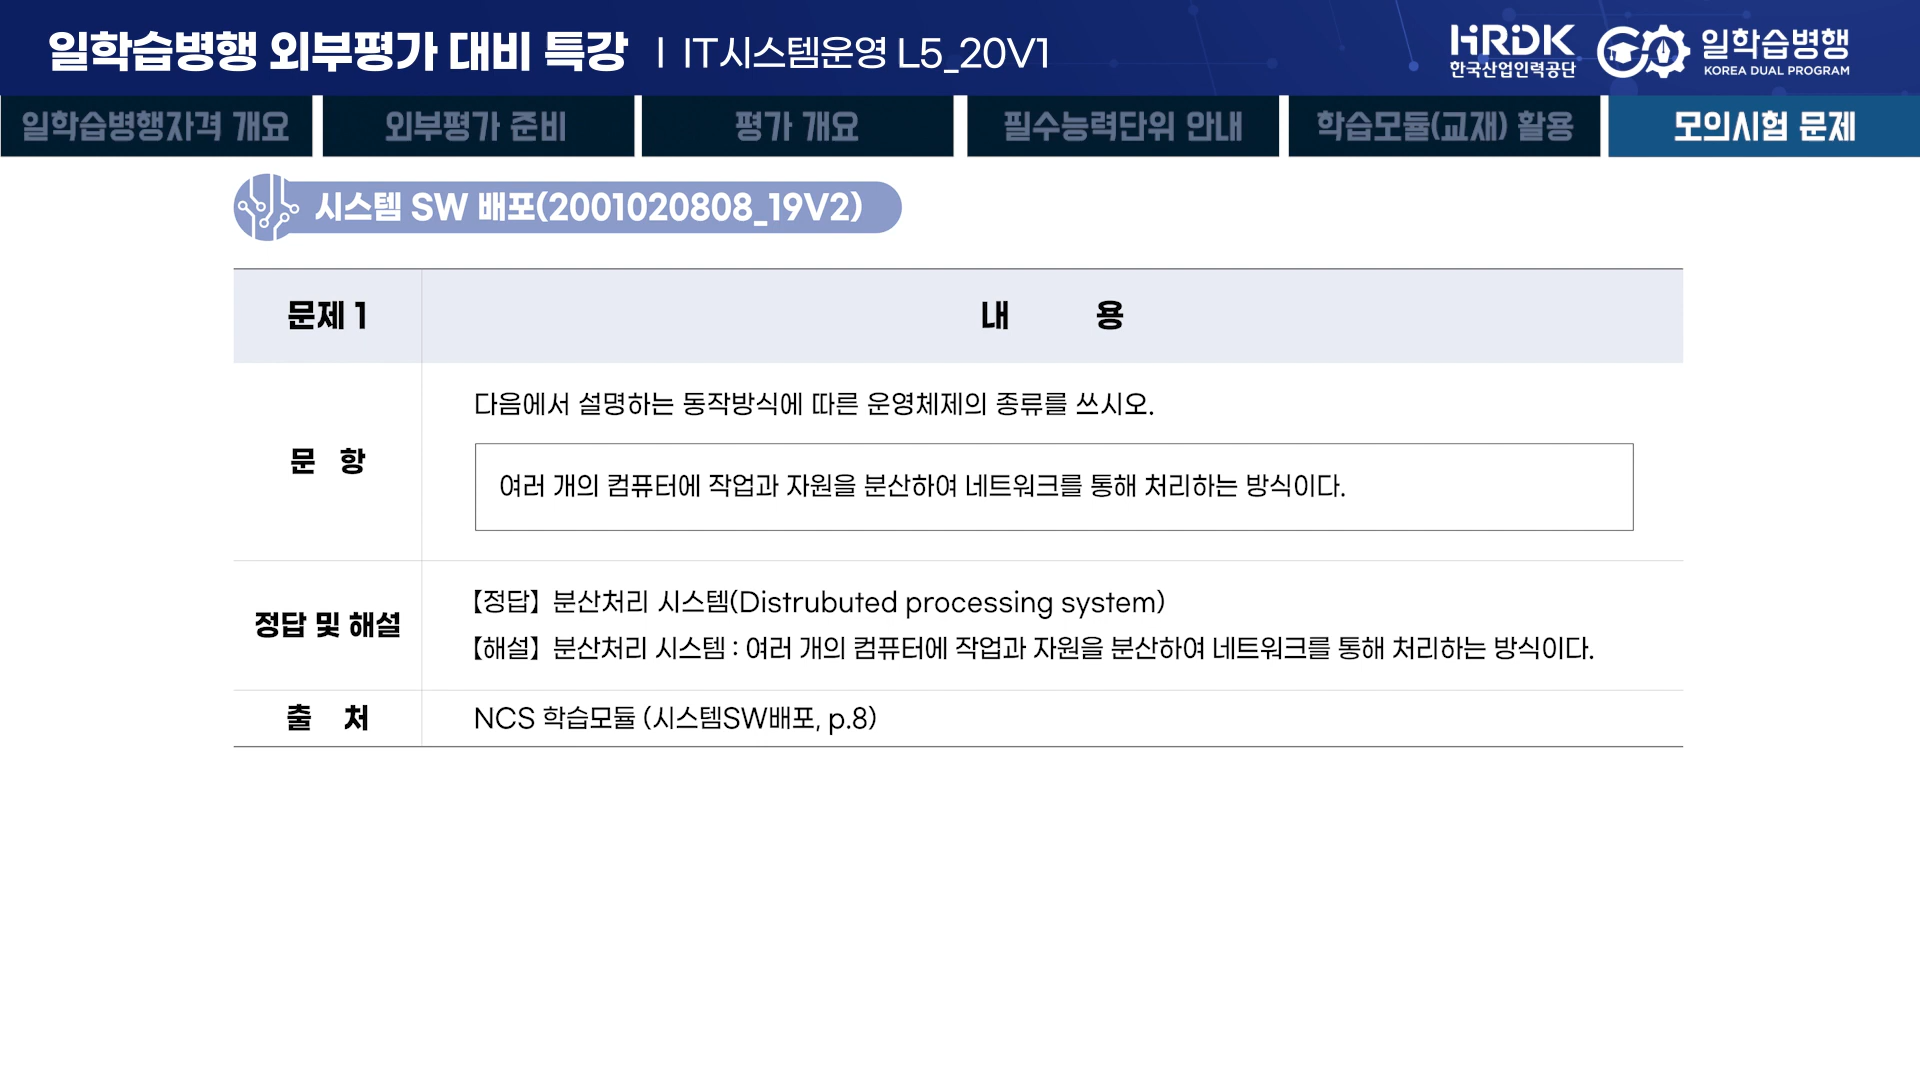 일학습병행 외부평가 대비 특강 | IT시스템운영 L5_20V1
HRDK 한국산업인력공단
일학습병행 KOREA DUAL PROGRAM
일학습병행자격 개요
외부평가 준비
평가 개요
필수능력단위 안내
학습모듈(교재) 활용
모의시험 문제
시스템 SW 배포(2001020808_19V2)
문제 1
내 용
문 항
다음에서 설명하는 동작방식에 따른 운영체제의 종류를 쓰시오.
여러 개의 컴퓨터에 작업과 자원을 분산하여 네트워크를 통해 처리하는 방식이다.
정답 및 해설
【정답】 분산처리 시스템(Distrubuted processing system)
【해설】 분산처리 시스템 : 여러 개의 컴퓨터에 작업과 자원을 분산하여 네트워크를 통해 처리하는 방식이다.
출 처
NCS 학습모듈 (시스템SW배포, p.8)